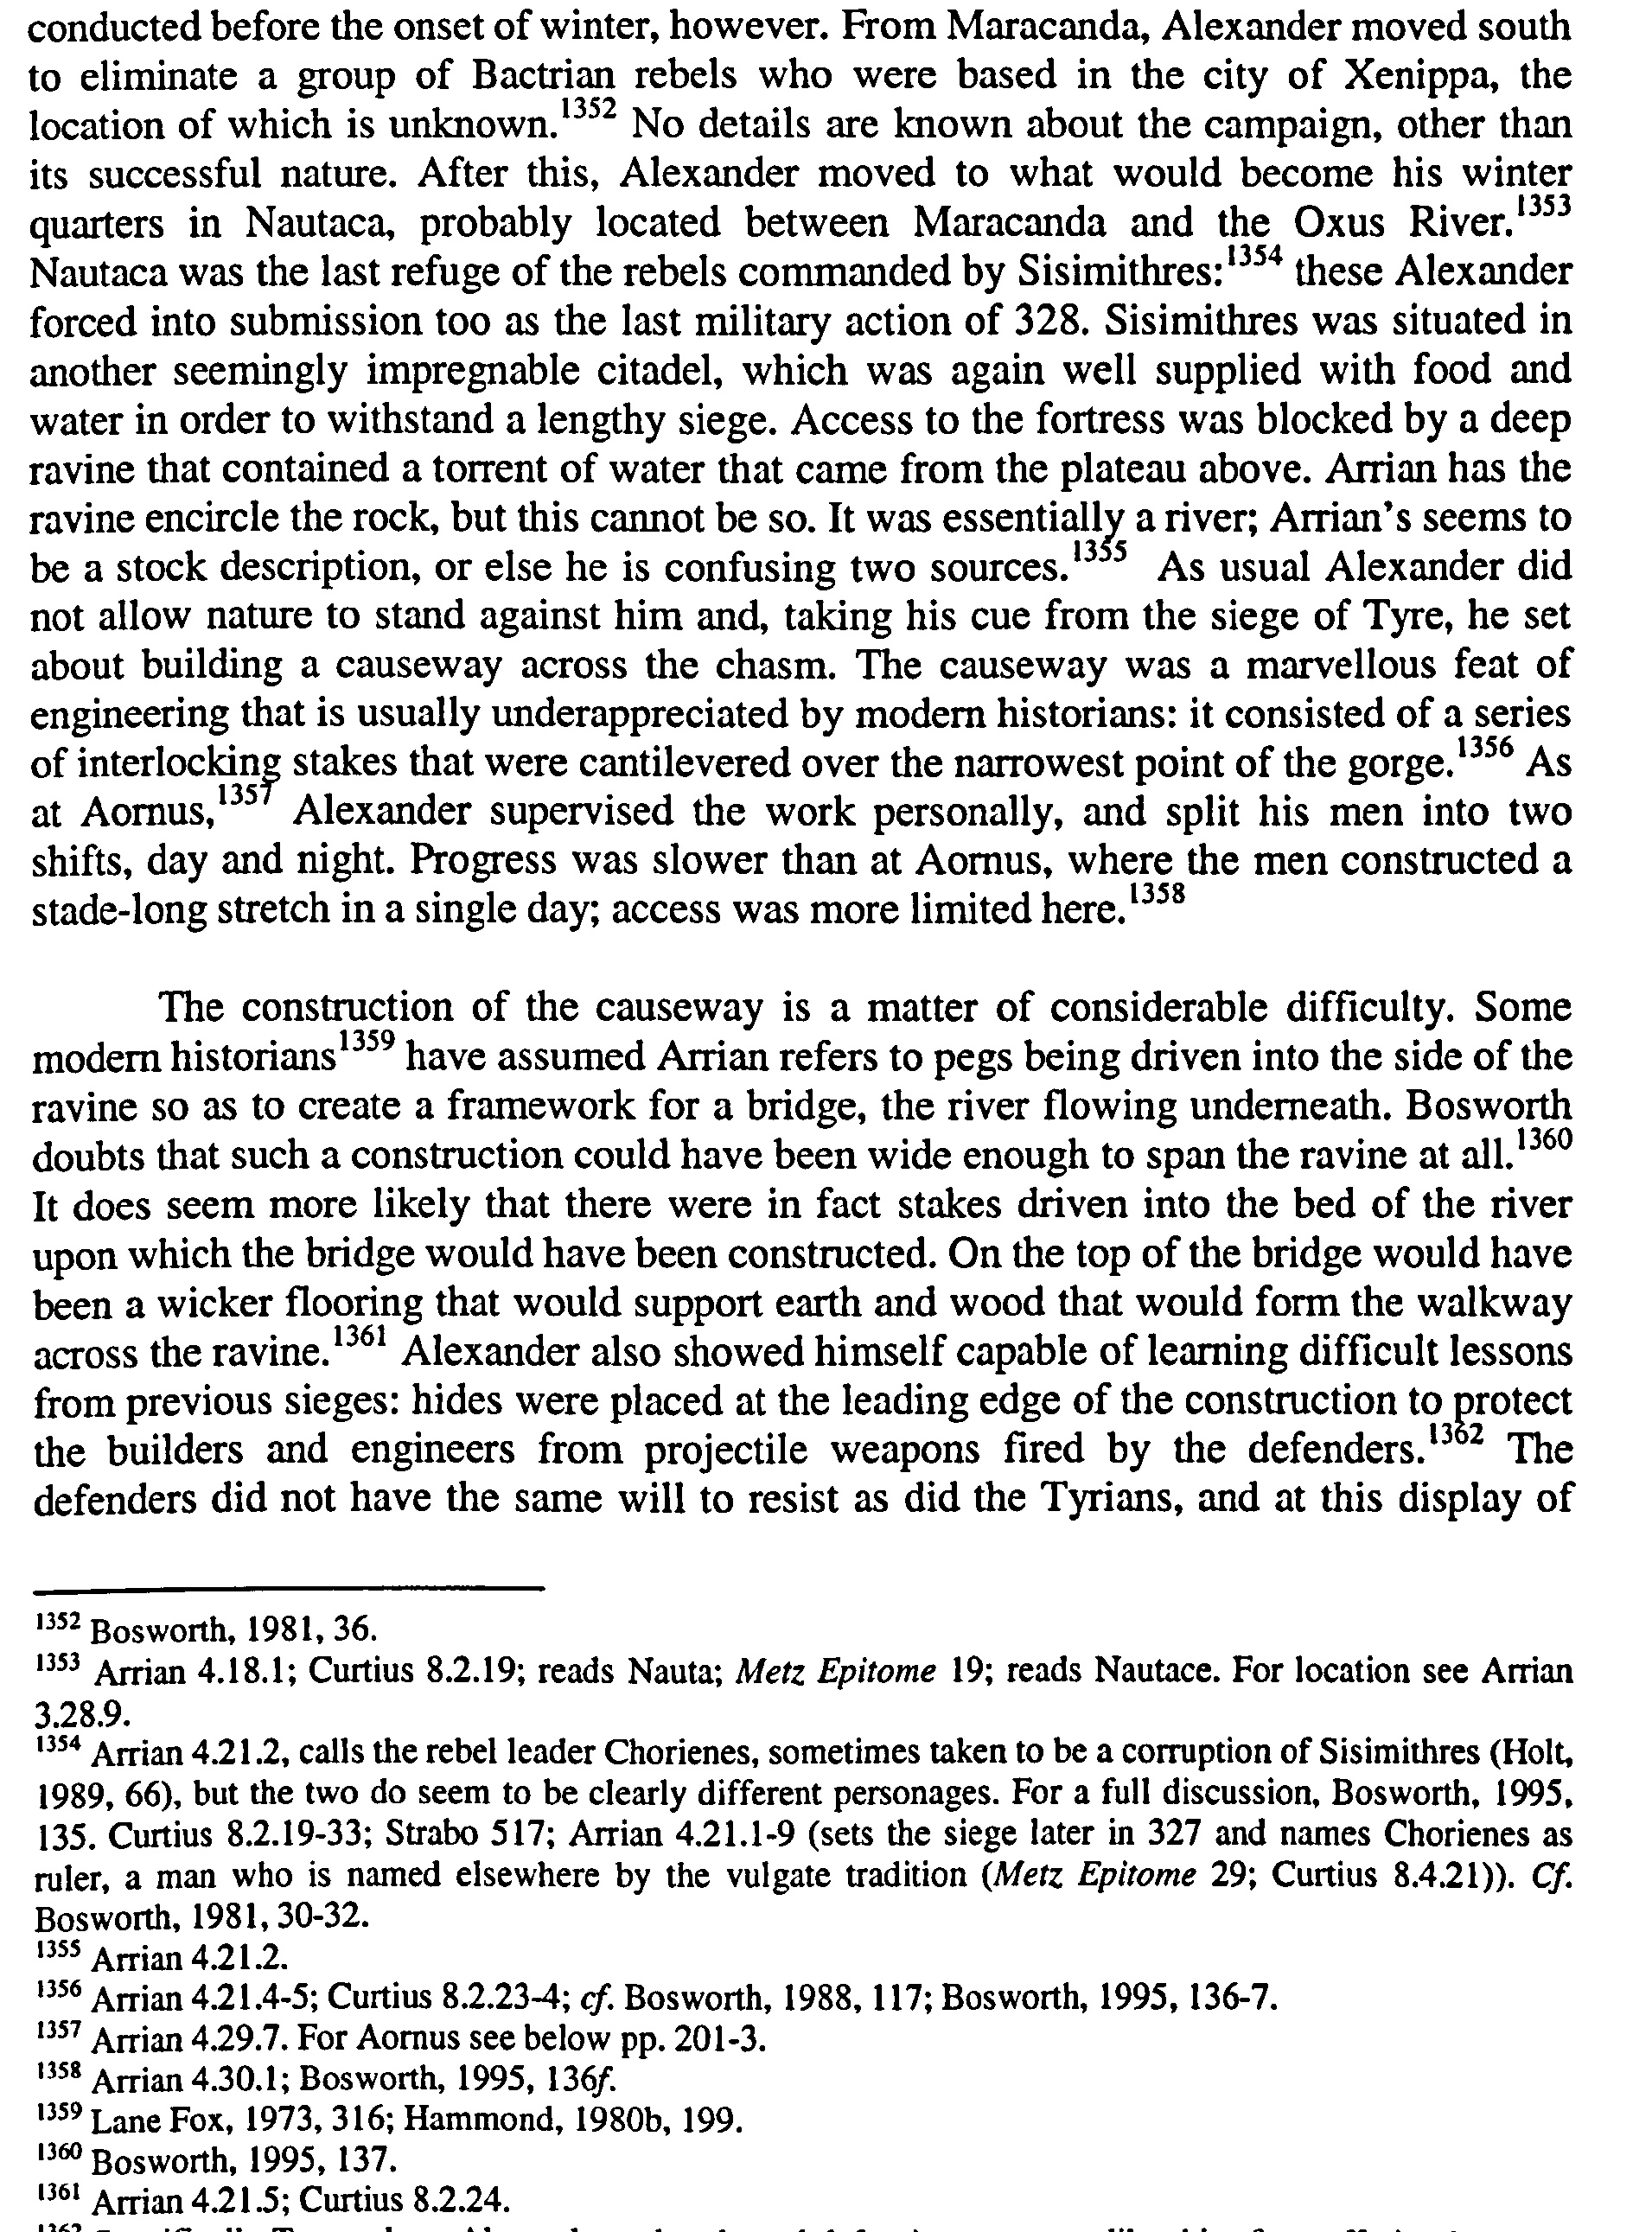 conducted before the onset of winter, however. From Maracanda, Alexander moved south
to eliminate a group of Bactrian rebels who were based in the city of Xenippa, the
location of which is unknown.1352 No details are known about the campaign, other than
its successful nature. After this, Alexander moved to what would become his winter
quarters in Nautaca, probably located between Maracanda and the Oxus River.1353
Nautaca was the last refuge of the rebels commanded by Sisimithres:1354 these Alexander
forced into submission too as the last military action of 328. Sisimithres was situated in
another seemingly impregnable citadel, which was again well supplied with food and
water in order to withstand a lengthy siege. Access to the fortress was blocked by a deep
ravine that contained a torrent of water that came from the plateau above. Arrian has the
ravine encircle the rock, but this cannot be so. It was essentially a river; Arrian's seems to
be a stock description, or else he is confusing two sources.1355 As usual Alexander did
not allow nature to stand against him and, taking his cue from the siege of Tyre, he set
about building a causeway across the chasm. The causeway was a marvellous feat of
engineering that is usually underappreciated by modern historians: it consisted of a series
of interlocking stakes that were cantilevered over the narrowest point of the gorge.1356 As
at Aornus,1357 Alexander supervised the work personally, and split his men into two
shifts, day and night. Progress was slower than at Aornus, where the men constructed a
stade-long stretch in a single day; access was more limited here.1358
The construction of the causeway is a matter of considerable difficulty. Some
modern historians1359 have assumed Arrian refers to pegs being driven into the side of the
ravine so as to create a framework for a bridge, the river flowing underneath. Bosworth
doubts that such a construction could have been wide enough to span the ravine at all.1360
It does seem more likely that there were in fact stakes driven into the bed of the river
upon which the bridge would have been constructed. On the top of the bridge would have
been a wicker flooring that would support earth and wood that would form the walkway
across the ravine.1361 Alexander also showed himself capable of learning difficult lessons
from previous sieges: hides were placed at the leading edge of the construction to protect
the builders and engineers from projectile weapons fired by the defenders.1362 The
defenders did not have the same will to resist as did the Tyrians, and at this display of
1352 Bosworth, 1981, 36.
1353 Arrian 4.18.1; Curtius 8.2.19; reads Nauta; Metz Epitome 19; reads Nautace. For location see Arrian
3.28.9.
1354 Arrian 4.21.2, calls the rebel leader Chorienes, sometimes taken to be a corruption of Sisimithres (Holt,
1989, 66), but the two do seem to be clearly different personages. For a full discussion, Bosworth, 1995,
135. Curtius 8.2.19-33; Strabo 517; Arrian 4.21.1-9 (sets the siege later in 327 and names Chorienes as
ruler, a man who is named elsewhere by the vulgate tradition (Metz Epitome 29; Curtius 8.4.21)). Cf.
Bosworth, 1981, 30-32.
1355 Arrian 4.21.2.
1356 Arrian 4.21.4-5; Curtius 8.2.23-4; cf. Bosworth, 1988, 117; Bosworth, 1995, 136-7.
1357 Arrian 4.29.7. For Aornus see below pp. 201-3.
1358 Arrian 4.30.1; Bosworth, 1995, 136f.
1359 Lane Fox, 1973, 316; Hammond, 1980b, 199.
1360 Bosworth, 1995, 137.
1361 Arrian 4.21.5; Curtius 8.2.24.